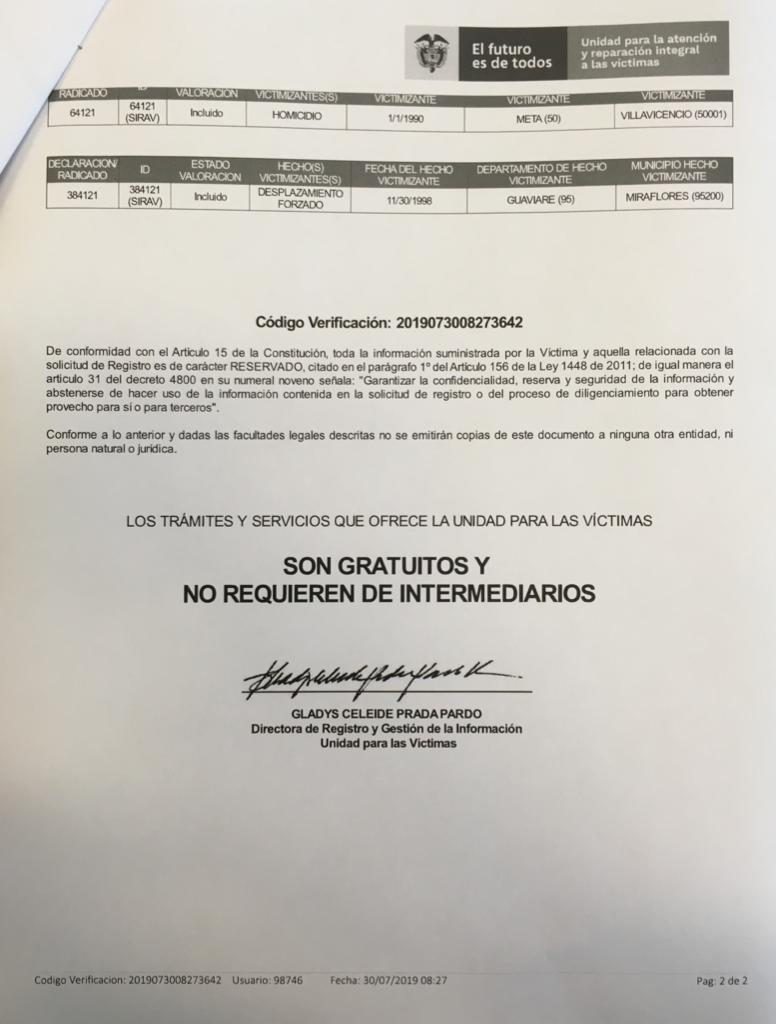 El futuro
es de todos
Unidad para la atención
y reparación integral
a las víctimas
RADICADO ID VALORACION VICTIMIZANTES(S) VICTIMIZANTE VICTIMIZANTE VICTIMIZANTE
64121 64121 (SIRAV) Incluido HOMICIDIO 1/1/1990 META (50) VILLAVICENCIO (50001)
DECLARACION/ RADICADO ID ESTADO VALORACION HECHO(S) VICTIMIZANTES(S) FECHA DEL HECHO VICTIMIZANTE DEPARTAMENTO DE HECHO VICTIMIZANTE MUNICIPIO HECHO VICTIMIZANTE
384121 384121 (SIRAV) Incluido DESPLAZAMIENTO FORZADO 11/30/1998 GUAVIARE (95) MIRAFLORES (95200)
Código Verificación: 2019073008273642
De conformidad con el Articulo 15 de la Constitución, toda la información suministrada por la Victima y aquella relacionada con la
solicitud de Registro es de carácter RESERVADO, citado en el parágrafo 1º del Artículo 156 de la Ley 1448 de 2011; de igual manera el
articulo 31 del decreto 4800 en su numeral noveno señala: "Garantizar la confidencialidad, reserva y seguridad de la información y
abstenerse de hacer uso de la información contenida en la solicitud de registro o del proceso de diligenciamiento para obtener
provecho para sí o para terceros".
Conforme a lo anterior y dadas las facultades legales descritas no se emitirán copias de este documento a ninguna otra entidad, ni
persona natural o juridica.
LOS TRÁMITES Y SERVICIOS QUE OFRECE LA UNIDAD PARA LAS VÍCTIMAS
SON GRATUITOS Y
NO REQUIEREN DE INTERMEDIARIOS
GLADYS CELEIDE PRADA PARDO
Directora de Registro y Gestión de la Información
Unidad para las Victimas
Codigo Verificacion: 2019073008273642 Usuario: 98746 Fecha: 30/07/2019 08:27 Pag: 2 de 2